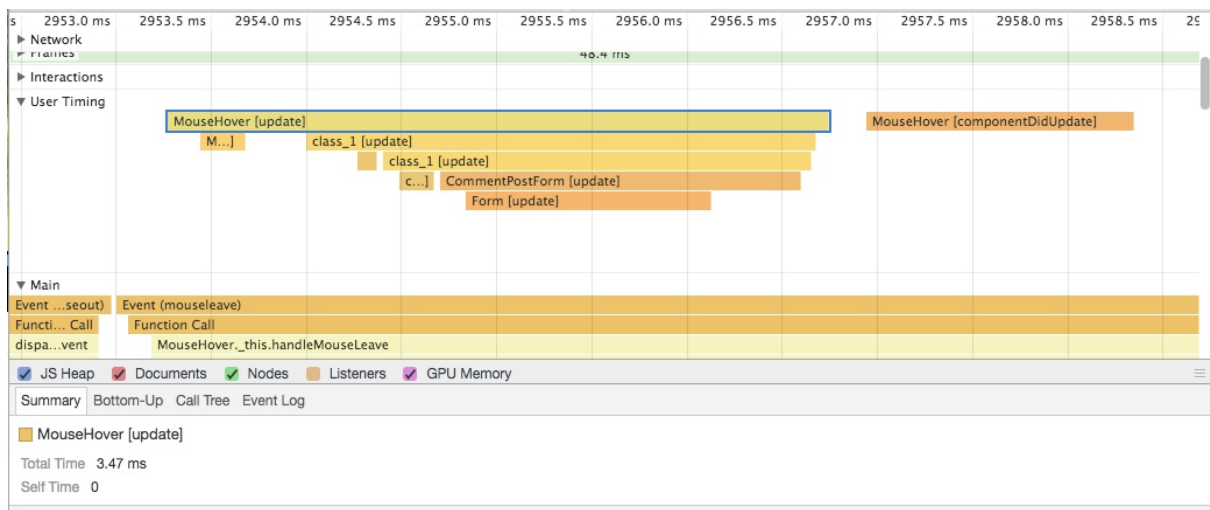 s 2953.0 ms 2953.5 ms 2954.0 ms 2954.5 ms 2955.0 ms 2955.5 ms 2956.0 ms 2956.5 ms 2957.0 ms 2957.5 ms 2958.0 ms 2958.5 ms 29
Network
Frames 48.4 ms
Interactions
User Timing
MouseHover [update] MouseHover [componentDidUpdate]
M...] class_1 [update]
class_1 [update]
c...] CommentPostForm [update]
Form [update]
Main
Event ...seout) Event (mouseleave)
Functi... Call Function Call
dispa...vent MouseHover._this.handleMouseLeave
JS Heap Documents Nodes Listeners GPU Memory
Summary Bottom-Up Call Tree Event Log
MouseHover [update]
Total Time 3.47 ms
Self Time 0